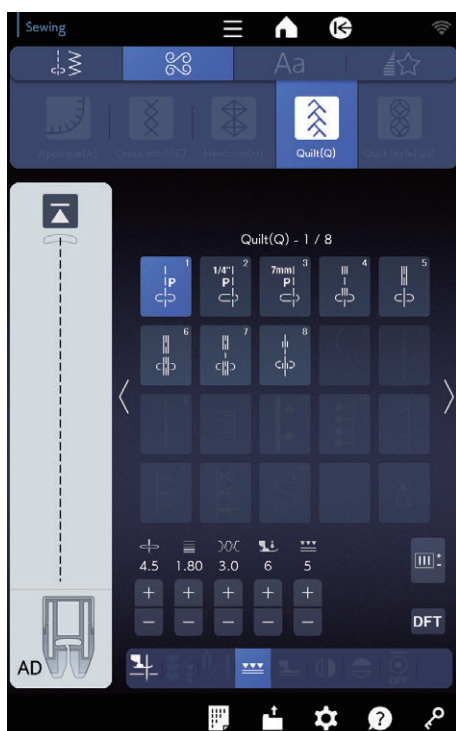 Sewing
Aa
Applique(A) Cross-stitch(C) Heirloom(H) Quilt(Q) Quilt Style(QS)
Quilt(Q) - 1 / 8
1 2 3 4 5
P 1/4" P 7mm P
6 7 8
4.5 1.80 3.0 6 5
+ + + + +
− − − − −
DFT
AD
?